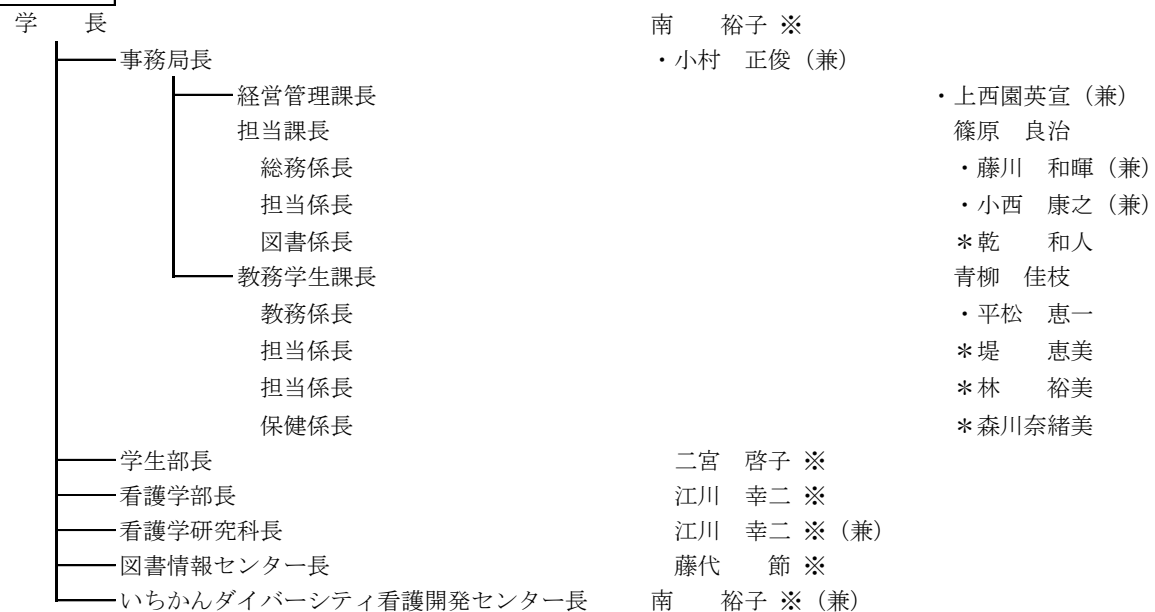 学　　長　　南　　裕子 ※
事務局長　　・小村　正俊（兼）
経営管理課長　　・上西園英宣（兼）
担当課長　　篠原　良治
総務係長　　・藤川　和暉（兼）
担当係長　　・小西　康之（兼）
図書係長　　＊乾　　和人
教務学生課長　　青柳　佳枝
教務係長　　・平松　恵一
担当係長　　＊堤　　恵美
担当係長　　＊林　　裕美
保健係長　　＊森川奈緒美
学生部長　　二宮　啓子 ※
看護学部長　　江川　幸二 ※
看護学研究科長　　江川　幸二 ※（兼）
図書情報センター長　　藤代　　節 ※
いちかんダイバーシティ看護開発センター長　　南　　裕子 ※（兼）